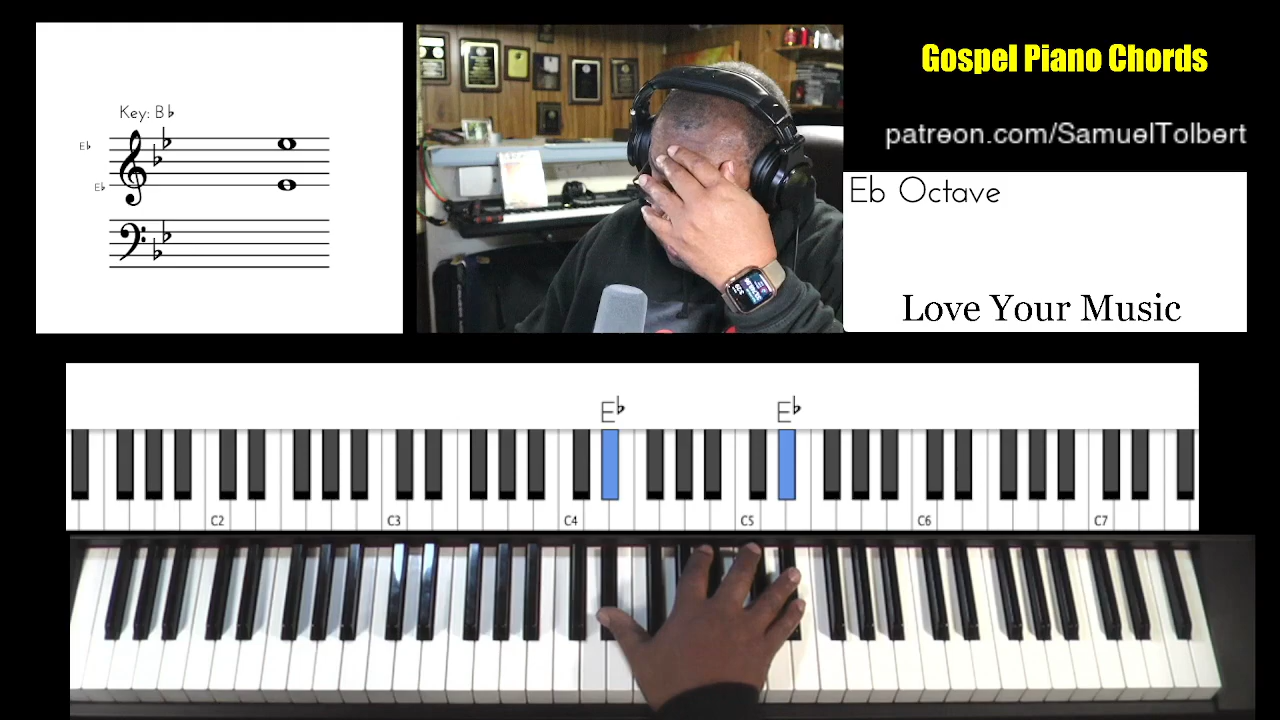 Key: B♭
E♭
E♭
Gospel Piano Chords
patreon.com/SamuelTolbert
Eb Octave
Love Your Music
E♭ E♭
C2 C3 C4 C5 C6 C7